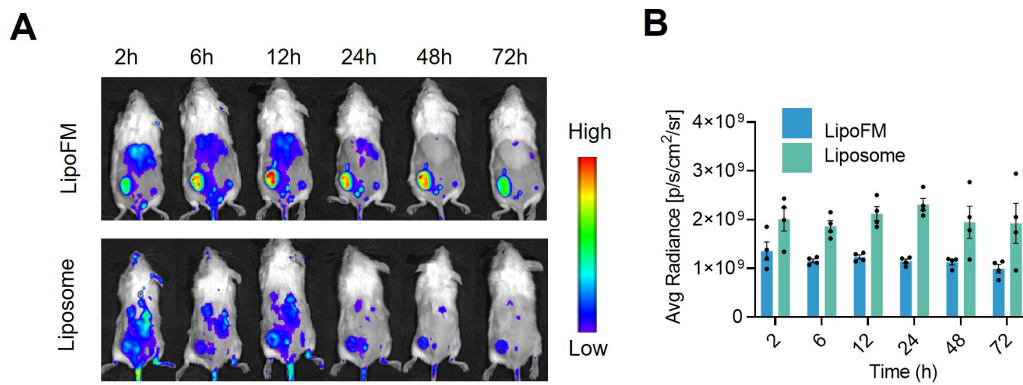 A
2h 6h 12h 24h 48h 72h
LipoFM
Liposome
High
Low
B
LipoFM
Liposome
4×10⁹
3×10⁹
2×10⁹
1×10⁹
0
Avg Radiance [p/s/cm²/sr]
2 6 12 24 48 72
Time (h)